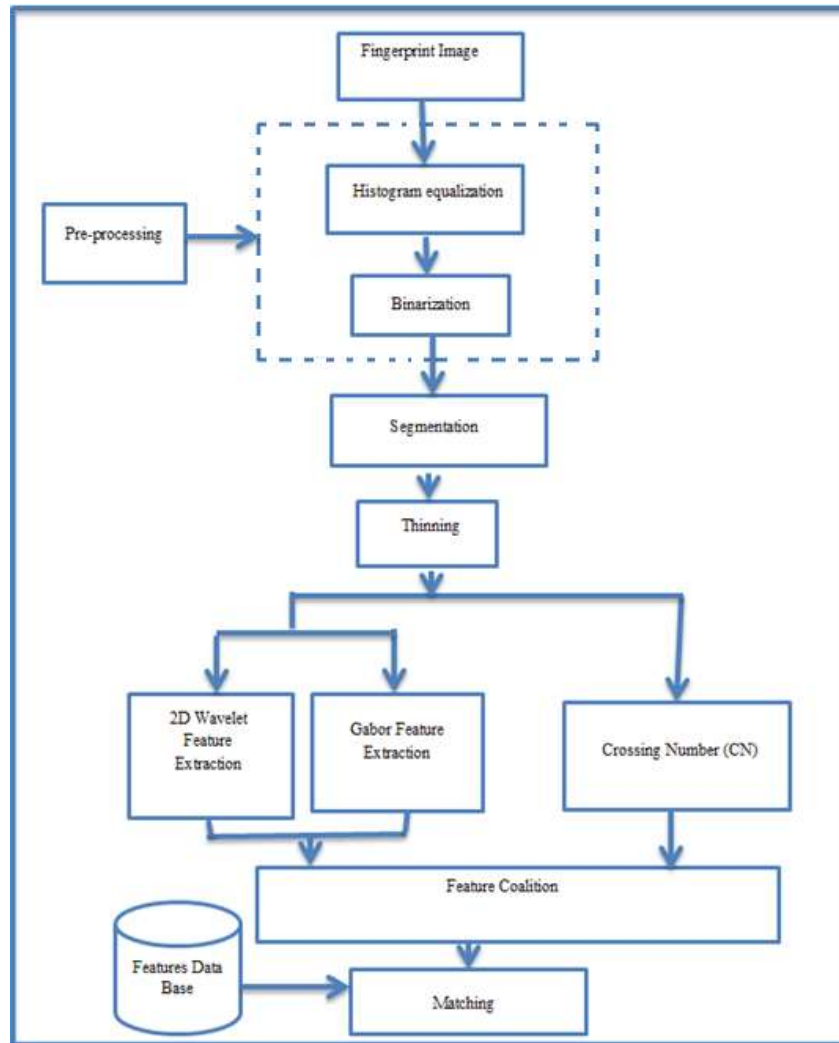 Fingerprint Image
Histogram equalization
Pre-processing
Binarization
Segmentation
Thinning
2D Wavelet
Feature
Extraction
Gabor Feature
Extraction
Crossing Number (CN)
Feature Coalition
Features Data
Base
Matching